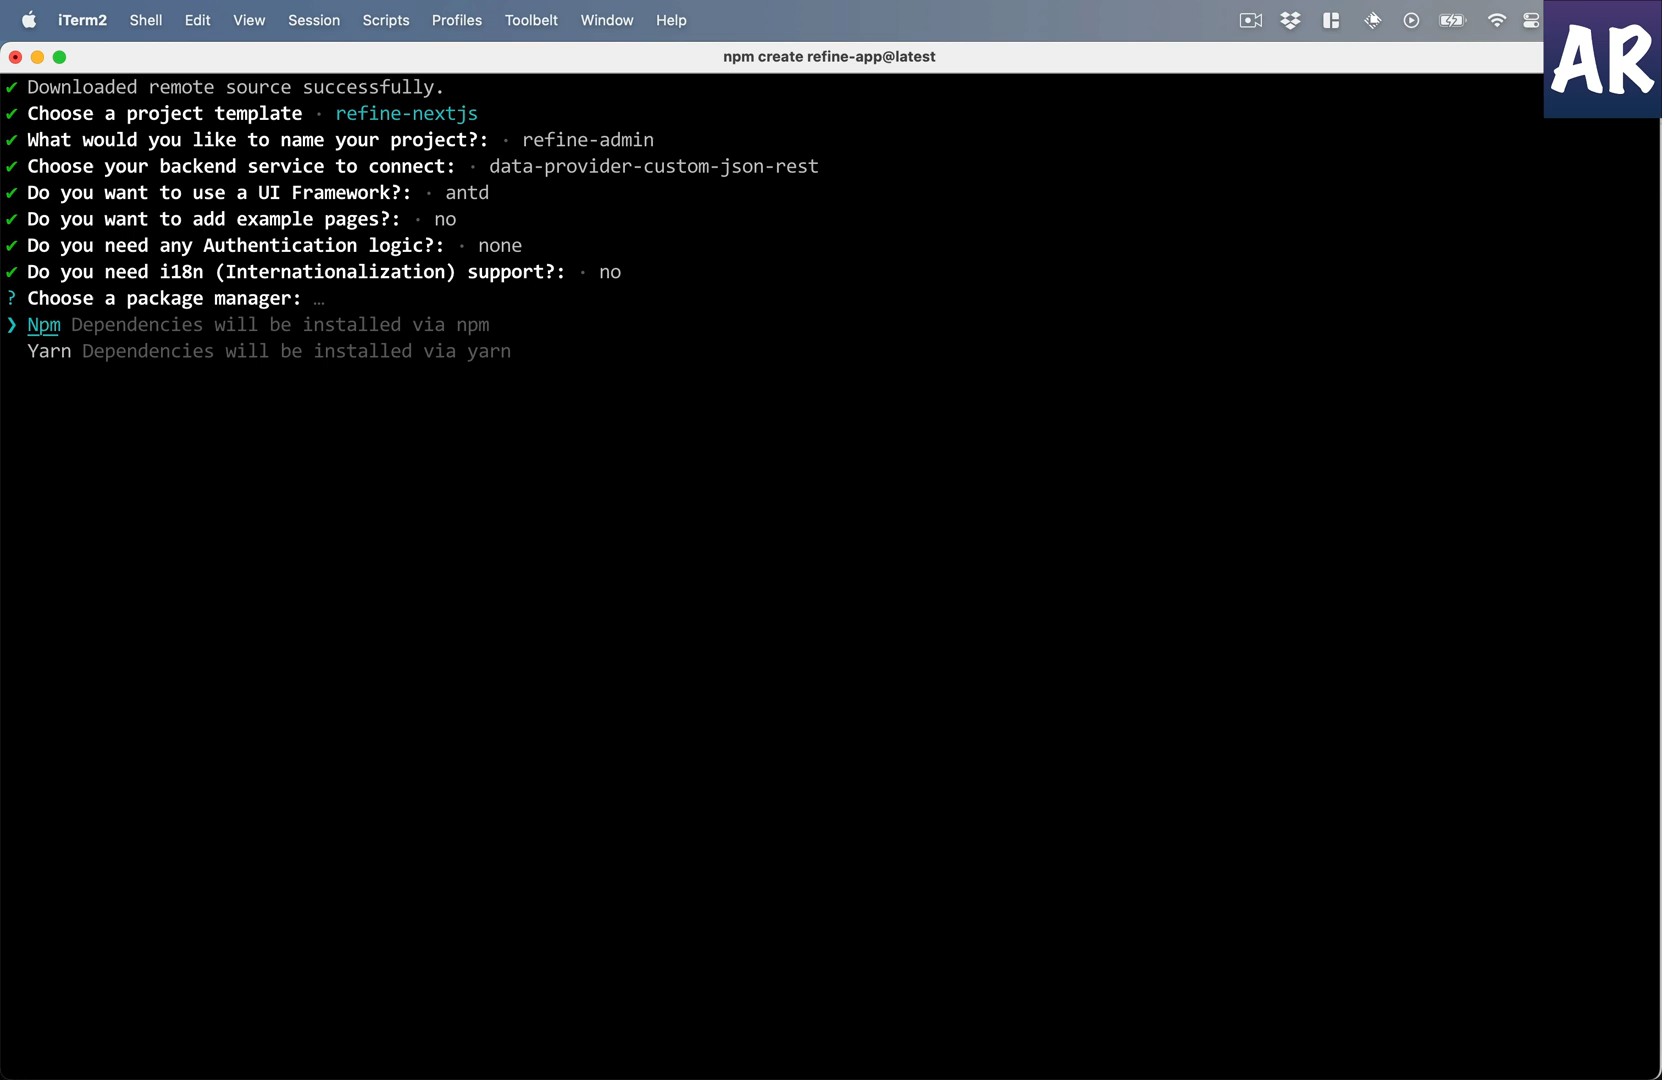 iTerm2 Shell Edit View Session Scripts Profiles Toolbelt Window Help
AR
npm create refine-app@latest
✔ Downloaded remote source successfully.
✔ Choose a project template · refine-nextjs
✔ What would you like to name your project?: · refine-admin
✔ Choose your backend service to connect: · data-provider-custom-json-rest
✔ Do you want to use a UI Framework?: · antd
✔ Do you want to add example pages?: · no
✔ Do you need any Authentication logic?: · none
✔ Do you need i18n (Internationalization) support?: · no
? Choose a package manager: …
❯ Npm Dependencies will be installed via npm
Yarn Dependencies will be installed via yarn